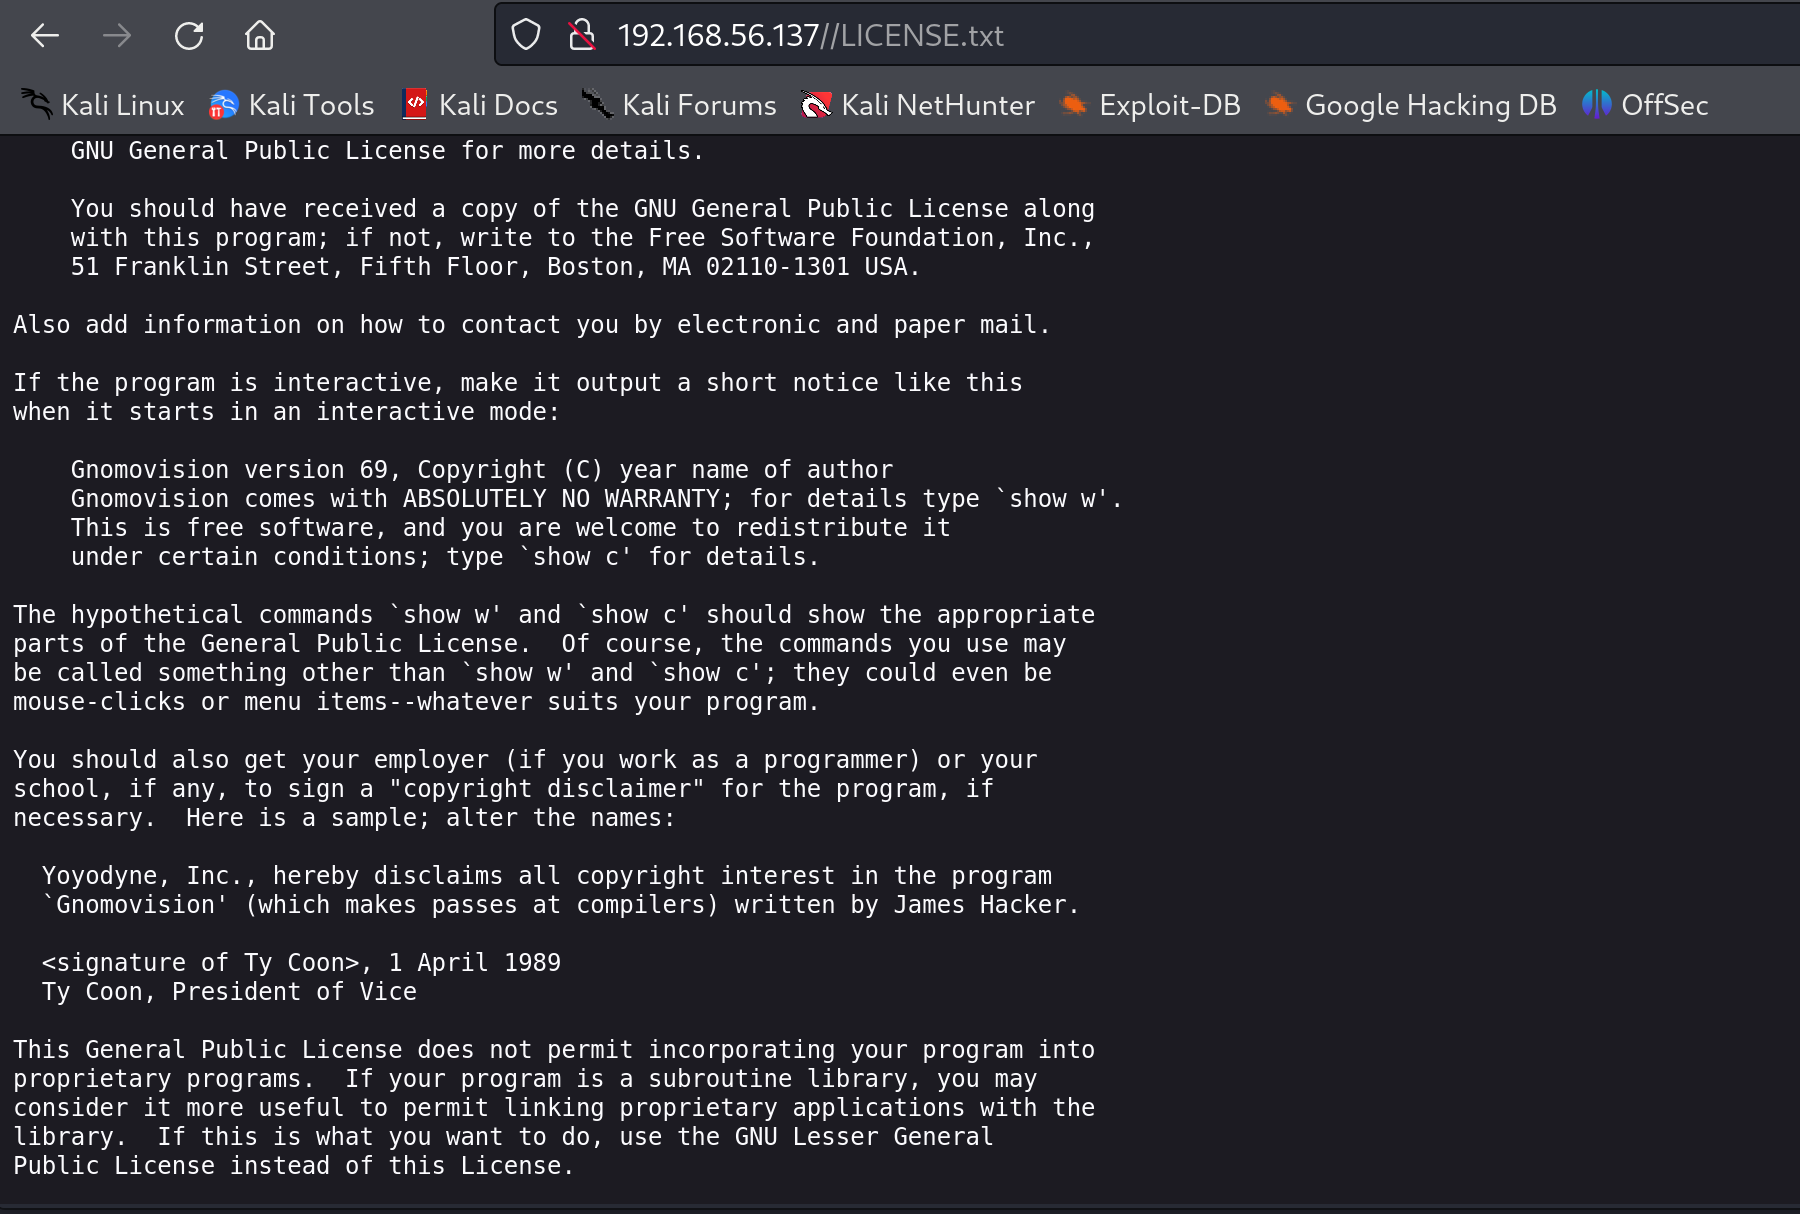 192.168.56.137//LICENSE.txt
Kali Linux Kali Tools Kali Docs Kali Forums Kali NetHunter Exploit-DB Google Hacking DB OffSec
    GNU General Public License for more details.

    You should have received a copy of the GNU General Public License along
    with this program; if not, write to the Free Software Foundation, Inc.,
    51 Franklin Street, Fifth Floor, Boston, MA 02110-1301 USA.

Also add information on how to contact you by electronic and paper mail.

If the program is interactive, make it output a short notice like this
when it starts in an interactive mode:

    Gnomovision version 69, Copyright (C) year name of author
    Gnomovision comes with ABSOLUTELY NO WARRANTY; for details type `show w'.
    This is free software, and you are welcome to redistribute it
    under certain conditions; type `show c' for details.

The hypothetical commands `show w' and `show c' should show the appropriate
parts of the General Public License.  Of course, the commands you use may
be called something other than `show w' and `show c'; they could even be
mouse-clicks or menu items--whatever suits your program.

You should also get your employer (if you work as a programmer) or your
school, if any, to sign a "copyright disclaimer" for the program, if
necessary.  Here is a sample; alter the names:

  Yoyodyne, Inc., hereby disclaims all copyright interest in the program
  `Gnomovision' (which makes passes at compilers) written by James Hacker.

  <signature of Ty Coon>, 1 April 1989
  Ty Coon, President of Vice

This General Public License does not permit incorporating your program into
proprietary programs.  If your program is a subroutine library, you may
consider it more useful to permit linking proprietary applications with the
library.  If this is what you want to do, use the GNU Lesser General
Public License instead of this License.